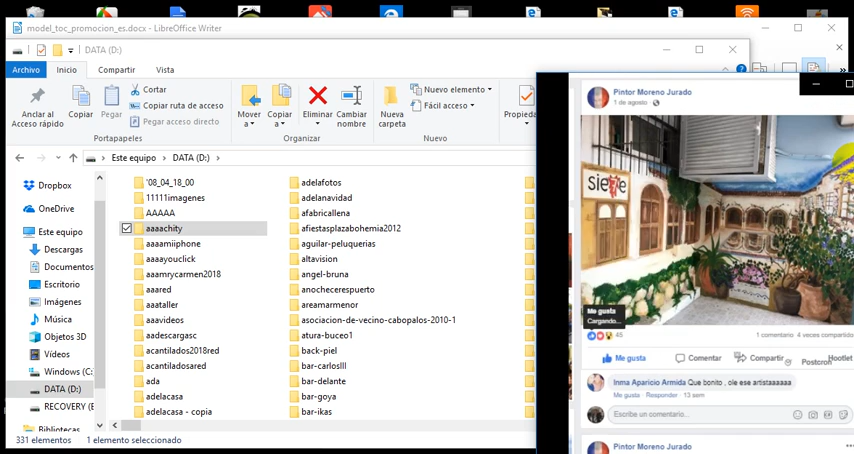 model_toc_promocion_es.docx - LibreOffice Writer
DATA (D:)
Archivo
Inicio
Compartir
Vista
Anclar al
Acceso rápido
Copiar
Pegar
Cortar
Copiar ruta de acceso
Pegar acceso directo
Mover
a
Copiar
a
Eliminar
Cambiar
nombre
Nueva
carpeta
Nuevo elemento
Fácil acceso
Propieda
Portapapeles
Organizar
Nuevo
Este equipo
DATA (D:)
Dropbox
OneDrive
Este equipo
Descargas
Documentos
Escritorio
Imágenes
Música
Objetos 3D
Vídeos
Windows (C:
DATA (D:)
RECOVERY (E
Bibliotecas
'08_04_18_00
11111imagenes
AAAAA
aaaachity
aaaamiiphone
aaaayouclick
aaamrycarmen2018
aaared
aaataller
aaavideos
aadescargasc
acantilados2018red
acantiladosared
ada
adelacasa
adelacasa - copia
adelafotos
adelanavidad
afabricallena
afiestasplazabohemia2012
aguilar-peluquerias
altavision
angel-bruna
anochecerespuerto
areamarmenor
asociacion-de-vecino-cabopalos-2010-1
atura-buceo1
back-piel
bar-carlosIII
bar-delante
bar-goya
bar-ikas
331 elementos
1 elemento seleccionado
Pintor Moreno Jurado
1 de agosto
Me gusta
Cargando...
45
1 comentario 4 veces compartido
Me gusta
Comentar
Compartir
Postcron
Hootlet
Inma Aparicio Armida Que bonito , ole ese artistaaaaaa
Me gusta · Responder · 13 sem
Escribe un comentario...
Pintor Moreno Jurado